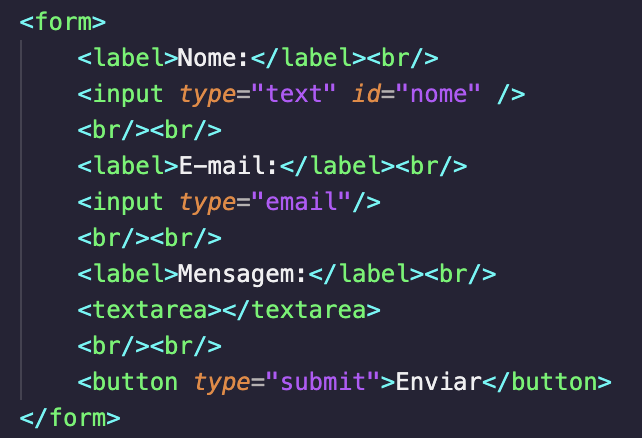 <form>
<label>Nome:</label><br/>
<input type="text" id="nome" />
<br/><br/>
<label>E-mail:</label><br/>
<input type="email"/>
<br/><br/>
<label>Mensagem:</label><br/>
<textarea></textarea>
<br/><br/>
<button type="submit">Enviar</button>
</form>